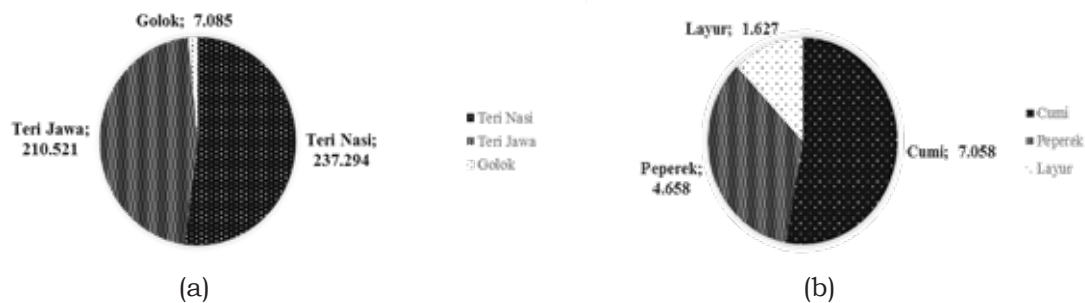 Golok; 7.085
Teri Jawa;
210.521
Teri Nasi;
237.294
Teri Nasi
Teri Jawa
Golok
(a)
Layur; 1.627
Peperek;
4.658
Cumi; 7.058
Cumi
Peperek
Layur
(b)